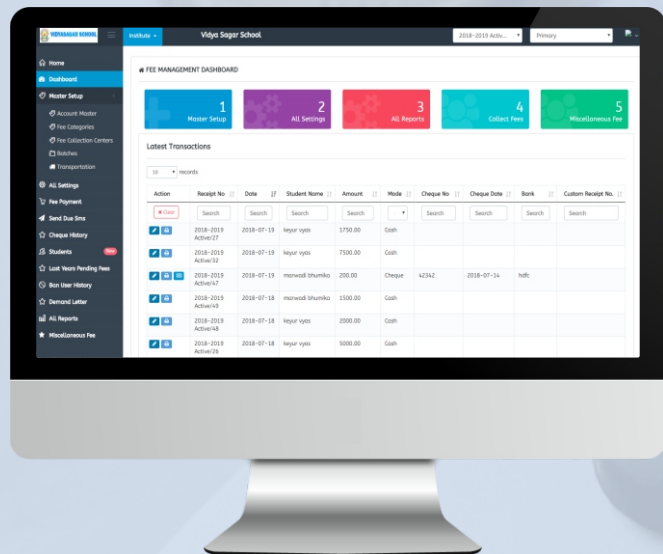 VIDYASAGAR SCHOOL
Institute
Vidya Sagar School
2018-2019 Activ...
Primary
Home
Dashboard
Master Setup
Account Master
Fee Categories
Fee Collection Centers
Batches
Transportation
All Settings
Fee Payment
Send Due Sms
Cheque History
Students
New
Last Years Pending Fees
Ban User History
Demand Letter
All Reports
Miscellaneous Fee
FEE MANAGEMENT DASHBOARD
1
Master Setup
2
All Settings
3
All Reports
4
Collect Fees
5
Miscellaneous Fee
Latest Transactions
10 records
Action Receipt No Date Student Name Amount Mode Cheque No Cheque Date Bank Custom Receipt No.
Clear Search Search Search Search Search Search Search Search
2018-2019 2018-07-19 keyur vyas 1750.00 Cash
Active/27
2018-2019 2018-07-19 keyur vyas 7500.00 Cash
Active/32
2018-2019 2018-07-19 marwadi bhumika 200.00 Cheque 42342 2018-07-14 hdfc
Active/47
2018-2019 2018-07-18 marwadi bhumika 1500.00 Cash
Active/49
2018-2019 2018-07-18 keyur vyas 2000.00 Cash
Active/48
2018-2019 2018-07-18 keyur vyas 5000.00 Cash
Active/26